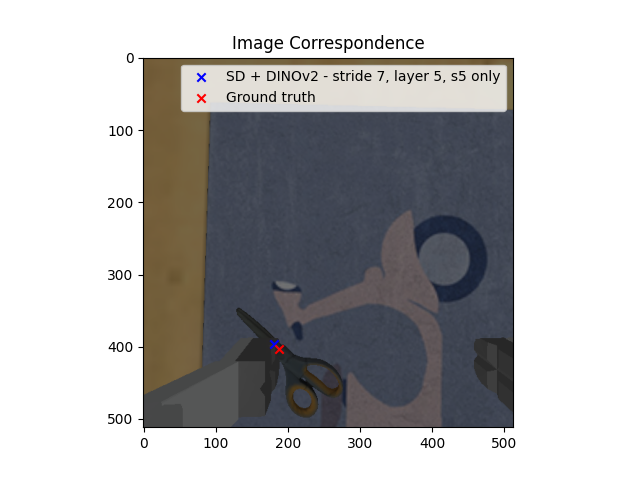 Image Correspondence
SD + DINOv2 - stride 7, layer 5, s5 only
Ground truth
0
100
200
300
400
500
0 100 200 300 400 500